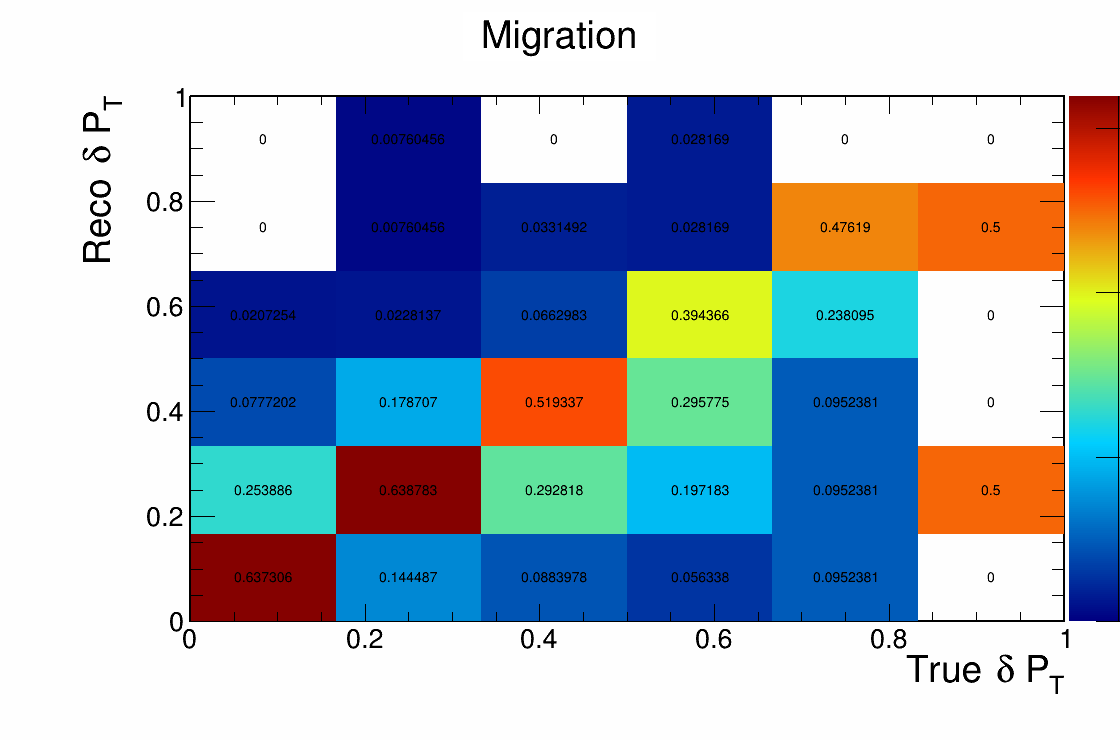 Migration
Reco δ P_T
1
0.8
0.6
0.4
0.2
0
0 0.00760456 0 0.028169 0 0
0 0.00760456 0.0331492 0.028169 0.47619 0.5
0.0207254 0.0228137 0.0662983 0.394366 0.238095 0
0.0777202 0.178707 0.519337 0.295775 0.0952381 0
0.253886 0.638783 0.292818 0.197183 0.0952381 0.5
0.637306 0.144487 0.0883978 0.056338 0.0952381 0
0 0.2 0.4 0.6 0.8 1
True δ P_T